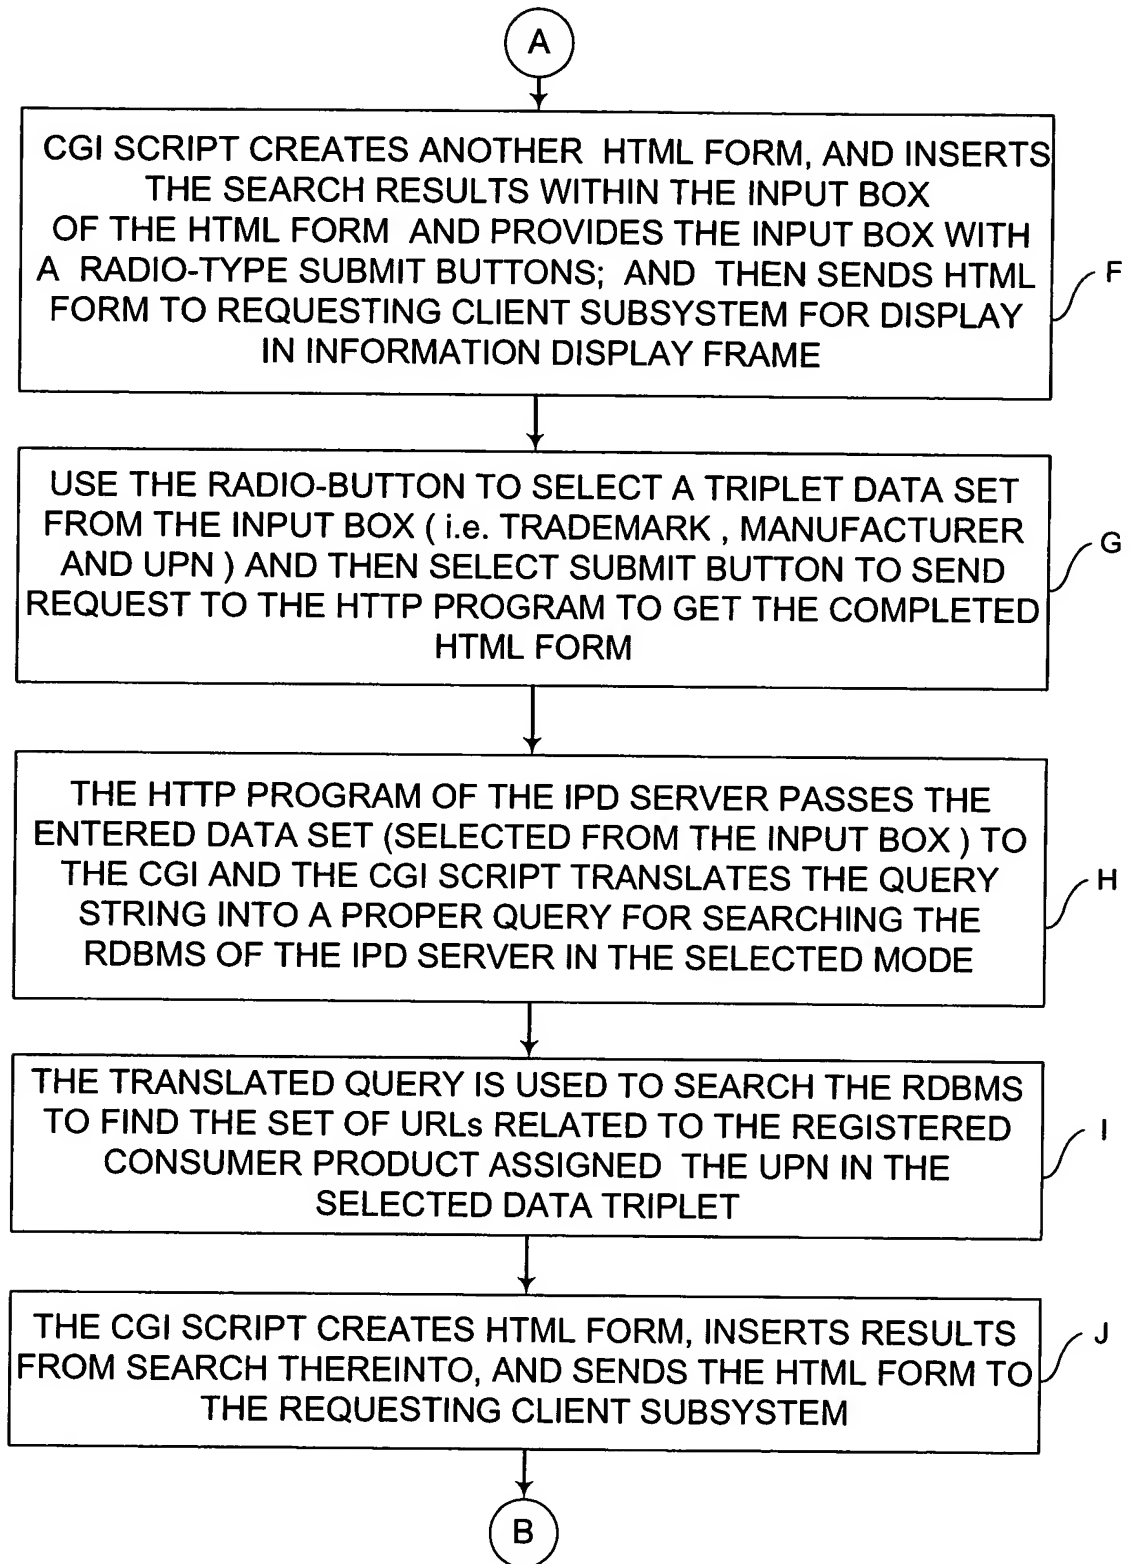 A
CGI SCRIPT CREATES ANOTHER HTML FORM, AND INSERTS
THE SEARCH RESULTS WITHIN THE INPUT BOX
OF THE HTML FORM AND PROVIDES THE INPUT BOX WITH
A RADIO-TYPE SUBMIT BUTTONS; AND THEN SENDS HTML
FORM TO REQUESTING CLIENT SUBSYSTEM FOR DISPLAY
IN INFORMATION DISPLAY FRAME
F
USE THE RADIO-BUTTON TO SELECT A TRIPLET DATA SET
FROM THE INPUT BOX ( i.e. TRADEMARK , MANUFACTURER
AND UPN ) AND THEN SELECT SUBMIT BUTTON TO SEND
REQUEST TO THE HTTP PROGRAM TO GET THE COMPLETED
HTML FORM
G
THE HTTP PROGRAM OF THE IPD SERVER PASSES THE
ENTERED DATA SET (SELECTED FROM THE INPUT BOX ) TO
THE CGI AND THE CGI SCRIPT TRANSLATES THE QUERY
STRING INTO A PROPER QUERY FOR SEARCHING THE
RDBMS OF THE IPD SERVER IN THE SELECTED MODE
H
THE TRANSLATED QUERY IS USED TO SEARCH THE RDBMS
TO FIND THE SET OF URLs RELATED TO THE REGISTERED
CONSUMER PRODUCT ASSIGNED THE UPN IN THE
SELECTED DATA TRIPLET
I
THE CGI SCRIPT CREATES HTML FORM, INSERTS RESULTS
FROM SEARCH THEREINTO, AND SENDS THE HTML FORM TO
THE REQUESTING CLIENT SUBSYSTEM
J
B